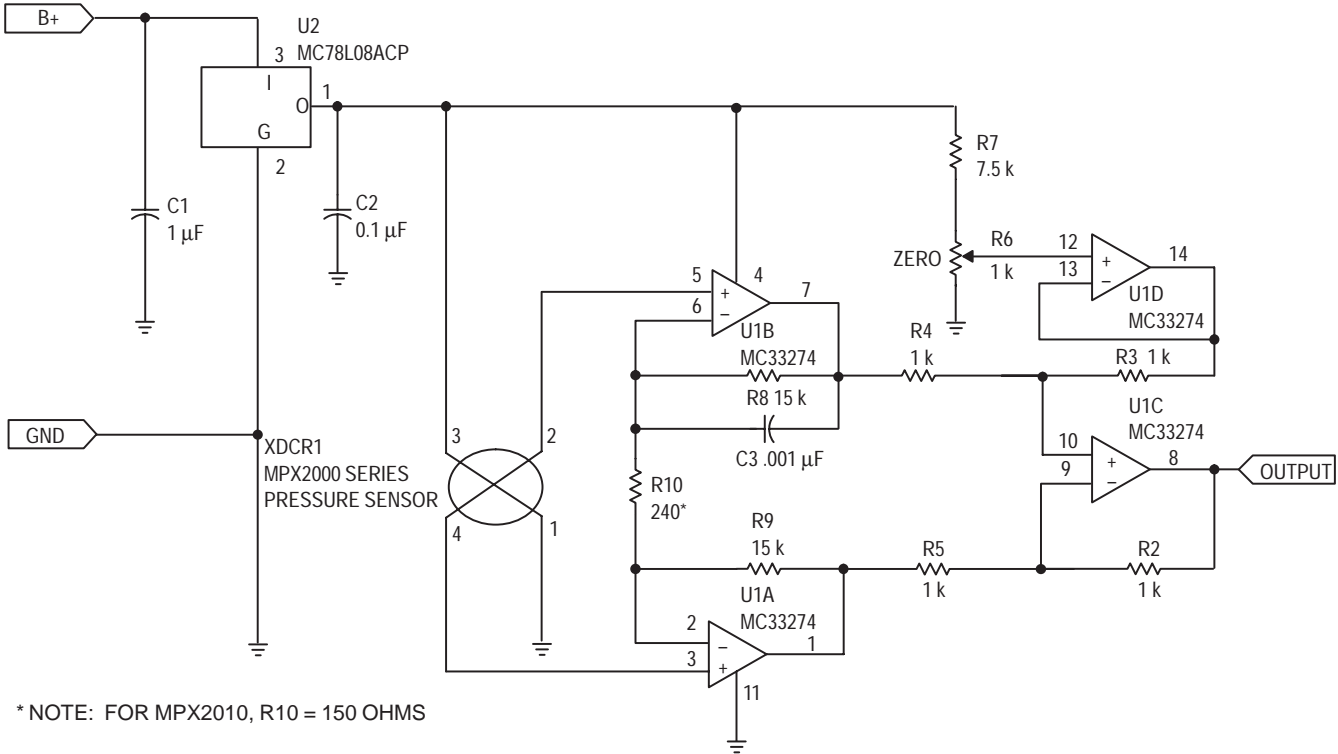 B+
U2
MC78L08ACP
3
I
O
1
G
2
C1
1 µF
C2
0.1 µF
R7
7.5 k
ZERO
R6
1 k
12
+
14
13
−
U1D
MC33274
5
+
4
7
6
−
U1B
MC33274
R4
1 k
R3 1 k
R8 15 k
C3 .001 µF
U1C
MC33274
10
+
8
9
−
OUTPUT
GND
XDCR1
MPX2000 SERIES
PRESSURE SENSOR
3
2
4
1
R10
240*
R9
15 k
R5
1 k
R2
1 k
U1A
MC33274
2
−
1
3
+
11
* NOTE: FOR MPX2010, R10 = 150 OHMS